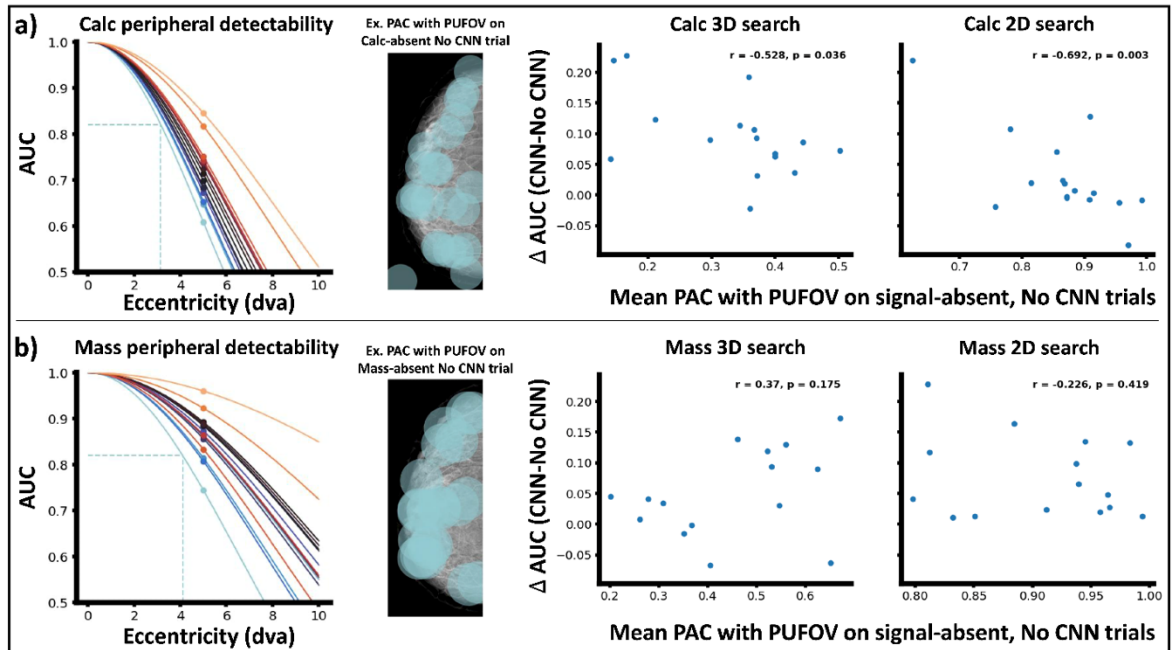 a)
Calc peripheral detectability
Ex. PAC with PUFOV on
Calc-absent No CNN trial
Calc 3D search
Calc 2D search
AUC
1.0
0.9
0.8
0.7
0.6
0.5
0 2 4 6 8 10
Eccentricity (dva)
Δ AUC (CNN-No CNN)
0.20
0.15
0.10
0.05
0.00
−0.05
r = -0.528, p = 0.036
0.2 0.3 0.4 0.5
r = -0.692, p = 0.003
0.7 0.8 0.9 1.0
Mean PAC with PUFOV on signal-absent, No CNN trials
b)
Mass peripheral detectability
Ex. PAC with PUFOV on
Mass-absent No CNN trial
Mass 3D search
Mass 2D search
AUC
1.0
0.9
0.8
0.7
0.6
0.5
0 2 4 6 8 10
Eccentricity (dva)
Δ AUC (CNN-No CNN)
0.20
0.15
0.10
0.05
0.00
−0.05
r = 0.37, p = 0.175
0.2 0.3 0.4 0.5 0.6
r = -0.226, p = 0.419
0.80 0.85 0.90 0.95 1.00
Mean PAC with PUFOV on signal-absent, No CNN trials